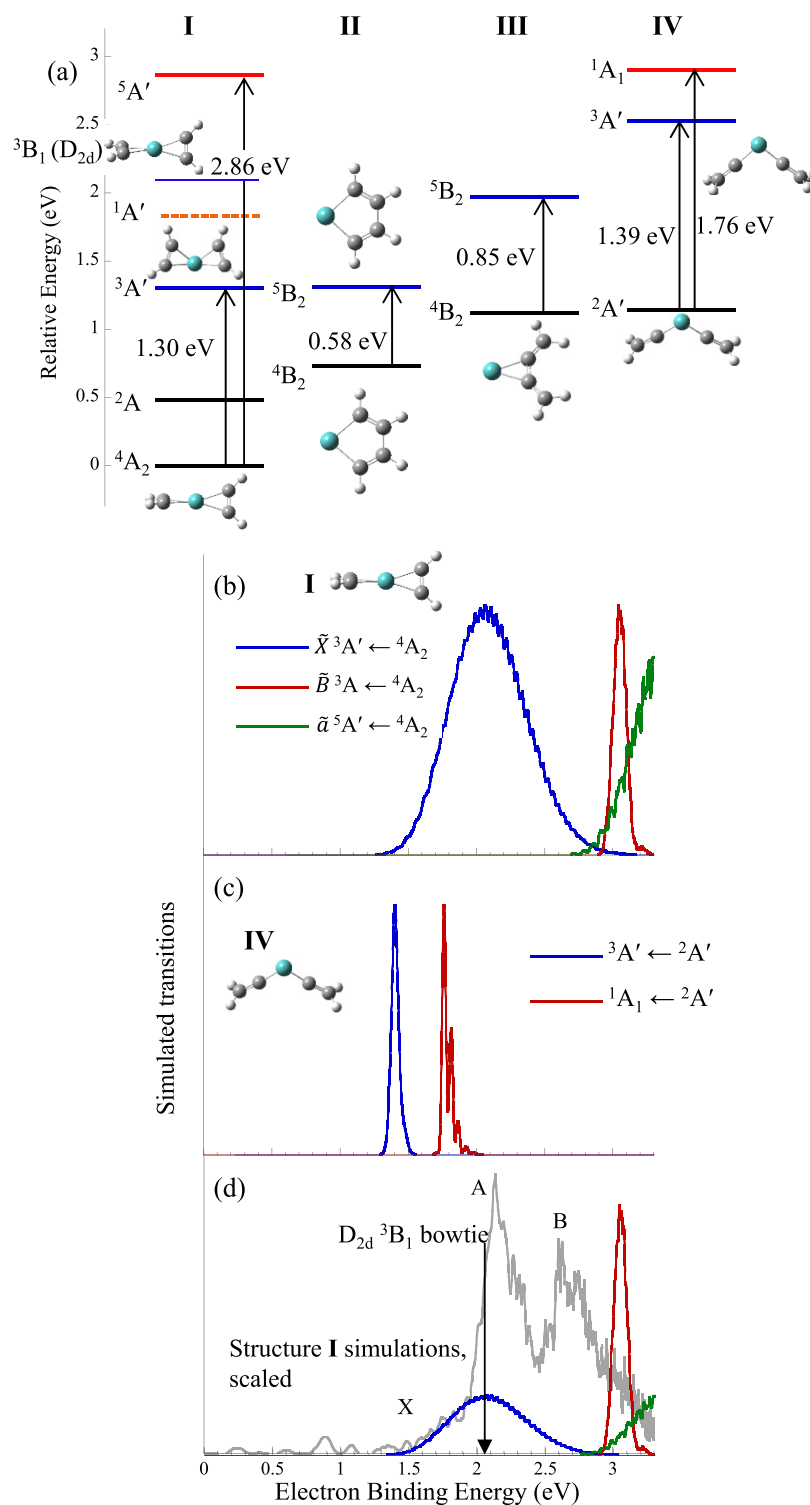 I II III IV
(a)
3
⁵A′
¹A₁
2.5
³A′
³B₁ (D₂d)
2.86 eV
2
⁵B₂
¹A′
1.5
0.85 eV
1.39 eV
1.76 eV
Relative Energy (eV)
³A′
⁵B₂
⁴B₂
²A′
1.30 eV
0.58 eV
1
⁴B₂
0.5
²A
0
⁴A₂
(b)
I
X̃ ³A′ ← ⁴A₂
B̃ ³A ← ⁴A₂
ã ⁵A′ ← ⁴A₂
(c)
IV
³A′ ← ²A′
¹A₁ ← ²A′
Simulated transitions
(d)
A
D₂d ³B₁ bowtie
B
Structure I simulations,
scaled
X
0 0.5 1 1.5 2 2.5 3
Electron Binding Energy (eV)